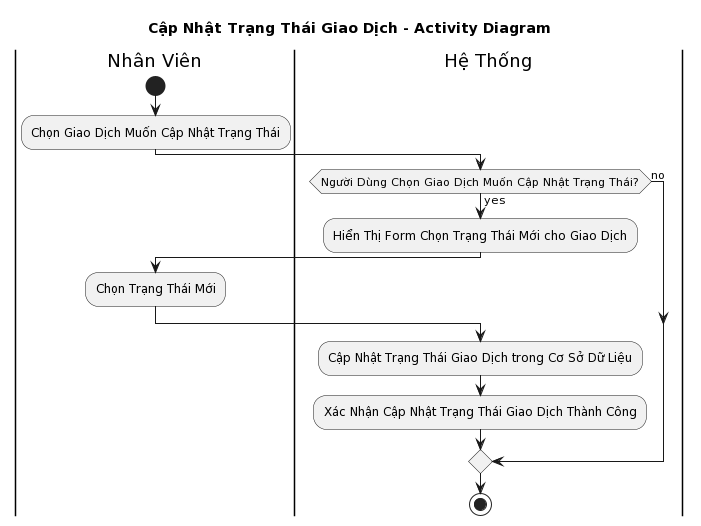 Cập Nhật Trạng Thái Giao Dịch - Activity Diagram
Nhân Viên
Hệ Thống
Chọn Giao Dịch Muốn Cập Nhật Trạng Thái
Người Dùng Chọn Giao Dịch Muốn Cập Nhật Trạng Thái?
no
yes
Hiển Thị Form Chọn Trạng Thái Mới cho Giao Dịch
Chọn Trạng Thái Mới
Cập Nhật Trạng Thái Giao Dịch trong Cơ Sở Dữ Liệu
Xác Nhận Cập Nhật Trạng Thái Giao Dịch Thành Công